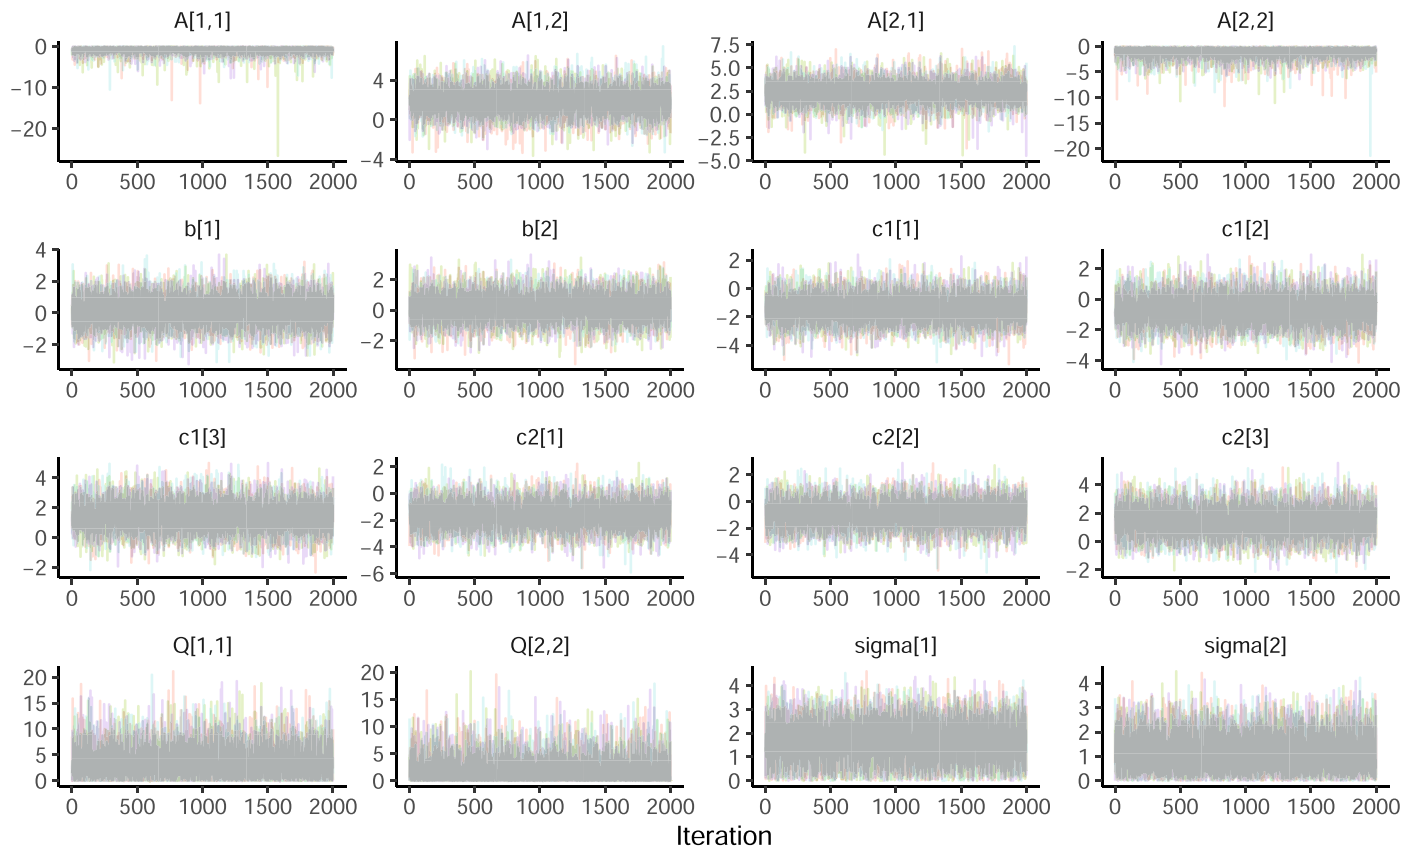 A[1,1] A[1,2] A[2,1] A[2,2]
0 −10 −20
4 0 −4
7.5 5.0 2.5 0.0 −2.5 −5.0
0 −5 −10 −15 −20
0 500 1000 1500 2000 0 500 1000 1500 2000 0 500 1000 1500 2000 0 500 1000 1500 2000
b[1] b[2] c1[1] c1[2]
4 2 0 −2
2 0 −2
2 0 −2 −4
2 0 −2 −4
0 500 1000 1500 2000 0 500 1000 1500 2000 0 500 1000 1500 2000 0 500 1000 1500 2000
c1[3] c2[1] c2[2] c2[3]
4 2 0 −2
2 0 −2 −4 −6
2 0 −2 −4
4 2 0 −2
0 500 1000 1500 2000 0 500 1000 1500 2000 0 500 1000 1500 2000 0 500 1000 1500 2000
Q[1,1] Q[2,2] sigma[1] sigma[2]
20 15 10 5 0
20 15 10 5 0
4 3 2 1 0
4 3 2 1 0
0 500 1000 1500 2000 0 500 1000 1500 2000 0 500 1000 1500 2000 0 500 1000 1500 2000
Iteration